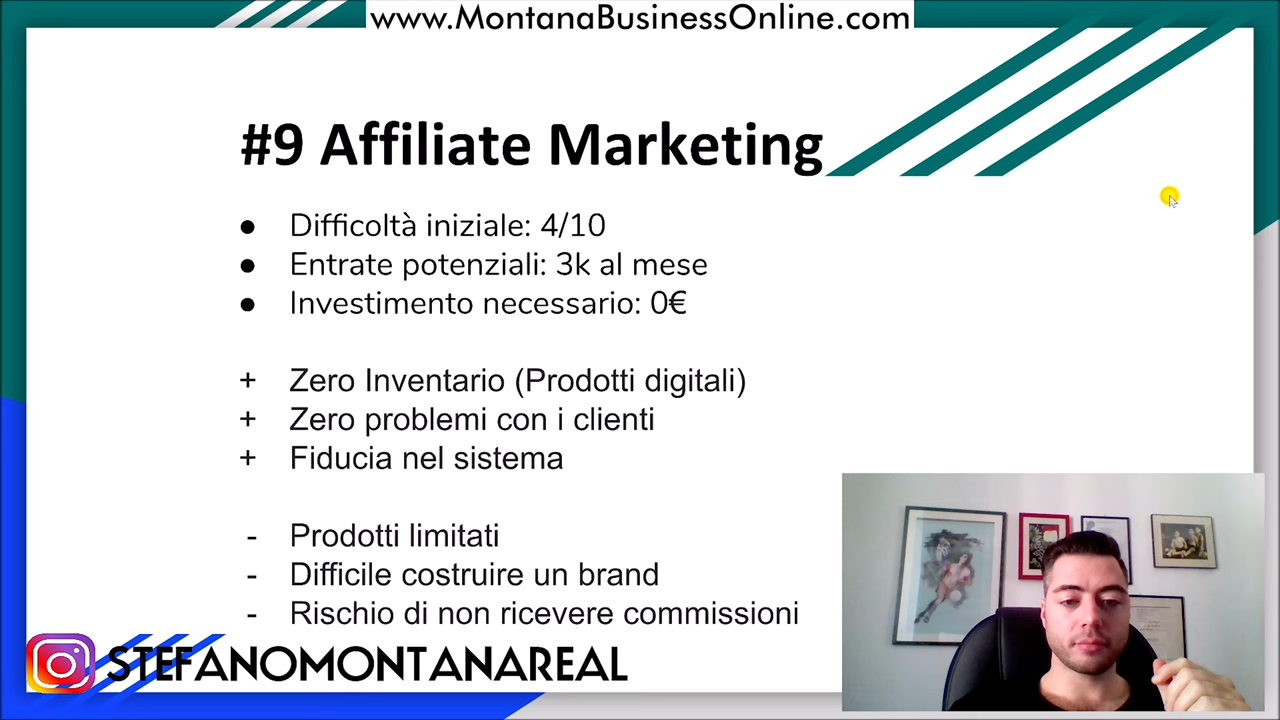 www.MontanaBusinessOnline.com
#9 Affiliate Marketing
● Difficoltà iniziale: 4/10
● Entrate potenziali: 3k al mese
● Investimento necessario: 0€
+ Zero Inventario (Prodotti digitali)
+ Zero problemi con i clienti
+ Fiducia nel sistema
- Prodotti limitati
- Difficile costruire un brand
- Rischio di non ricevere commissioni
STEFANOMONTANAREAL